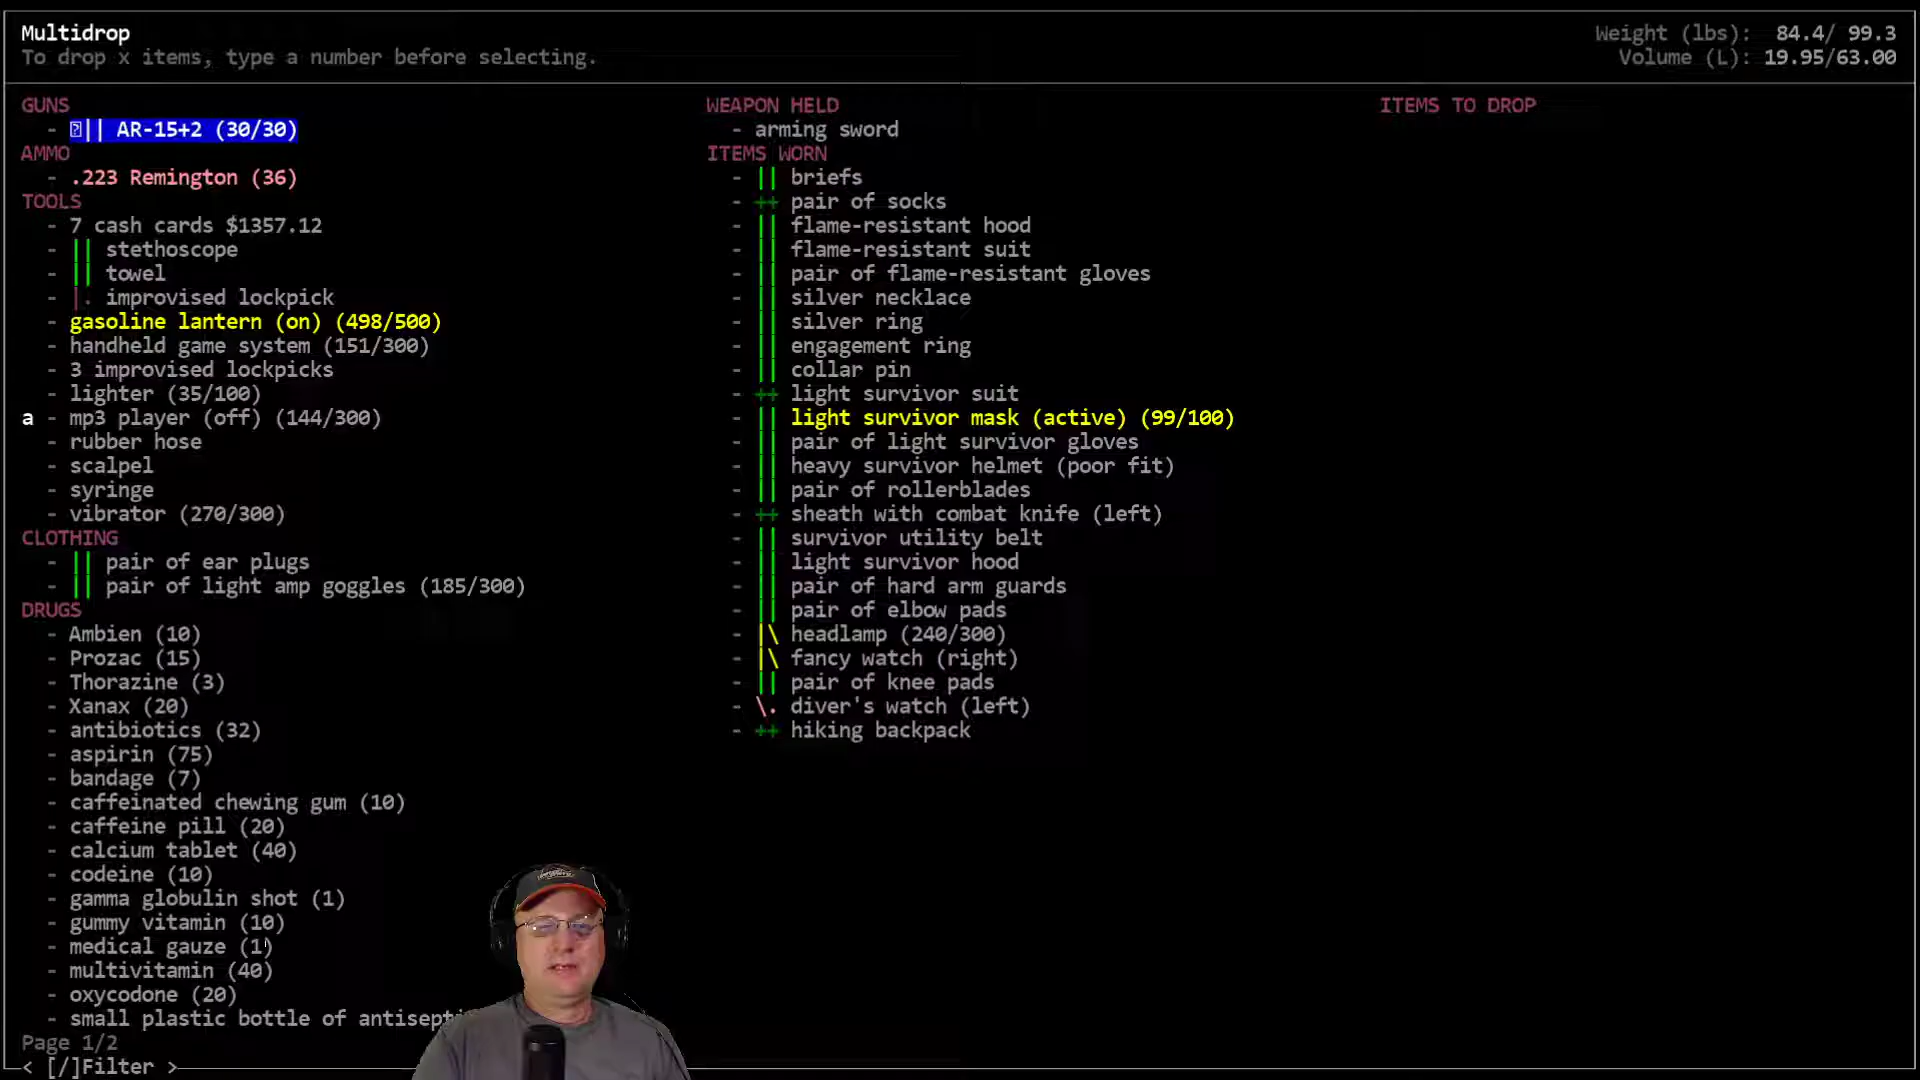 Multidrop
To drop x items, type a number before selecting.
Weight (lbs): 84.4/ 99.3
Volume (L): 19.95/63.00
GUNS
- || AR-15+2 (30/30)
AMMO
- .223 Remington (36)
TOOLS
- 7 cash cards $1357.12
- || stethoscope
- || towel
- |. improvised lockpick
- gasoline lantern (on) (498/500)
- handheld game system (151/300)
- 3 improvised lockpicks
- lighter (35/100)
a - mp3 player (off) (144/300)
- rubber hose
- scalpel
- syringe
- vibrator (270/300)
CLOTHING
- || pair of ear plugs
- || pair of light amp goggles (185/300)
DRUGS
- Ambien (10)
- Prozac (15)
- Thorazine (3)
- Xanax (20)
- antibiotics (32)
- aspirin (75)
- bandage (7)
- caffeinated chewing gum (10)
- caffeine pill (20)
- calcium tablet (40)
- codeine (10)
- gamma globulin shot (1)
- gummy vitamin (10)
- medical gauze (1)
- multivitamin (40)
- oxycodone (20)
- small plastic bottle of antisepti
Page 1/2
< [/]Filter >
WEAPON HELD
- arming sword
ITEMS WORN
- || briefs
- ++ pair of socks
- || flame-resistant hood
- || flame-resistant suit
- || pair of flame-resistant gloves
- || silver necklace
- || silver ring
- || engagement ring
- || collar pin
- ++ light survivor suit
- || light survivor mask (active) (99/100)
- || pair of light survivor gloves
- || heavy survivor helmet (poor fit)
- || pair of rollerblades
- ++ sheath with combat knife (left)
- || survivor utility belt
- || light survivor hood
- || pair of hard arm guards
- || pair of elbow pads
- |\ headlamp (240/300)
- |\ fancy watch (right)
- || pair of knee pads
- \. diver's watch (left)
- ++ hiking backpack
ITEMS TO DROP